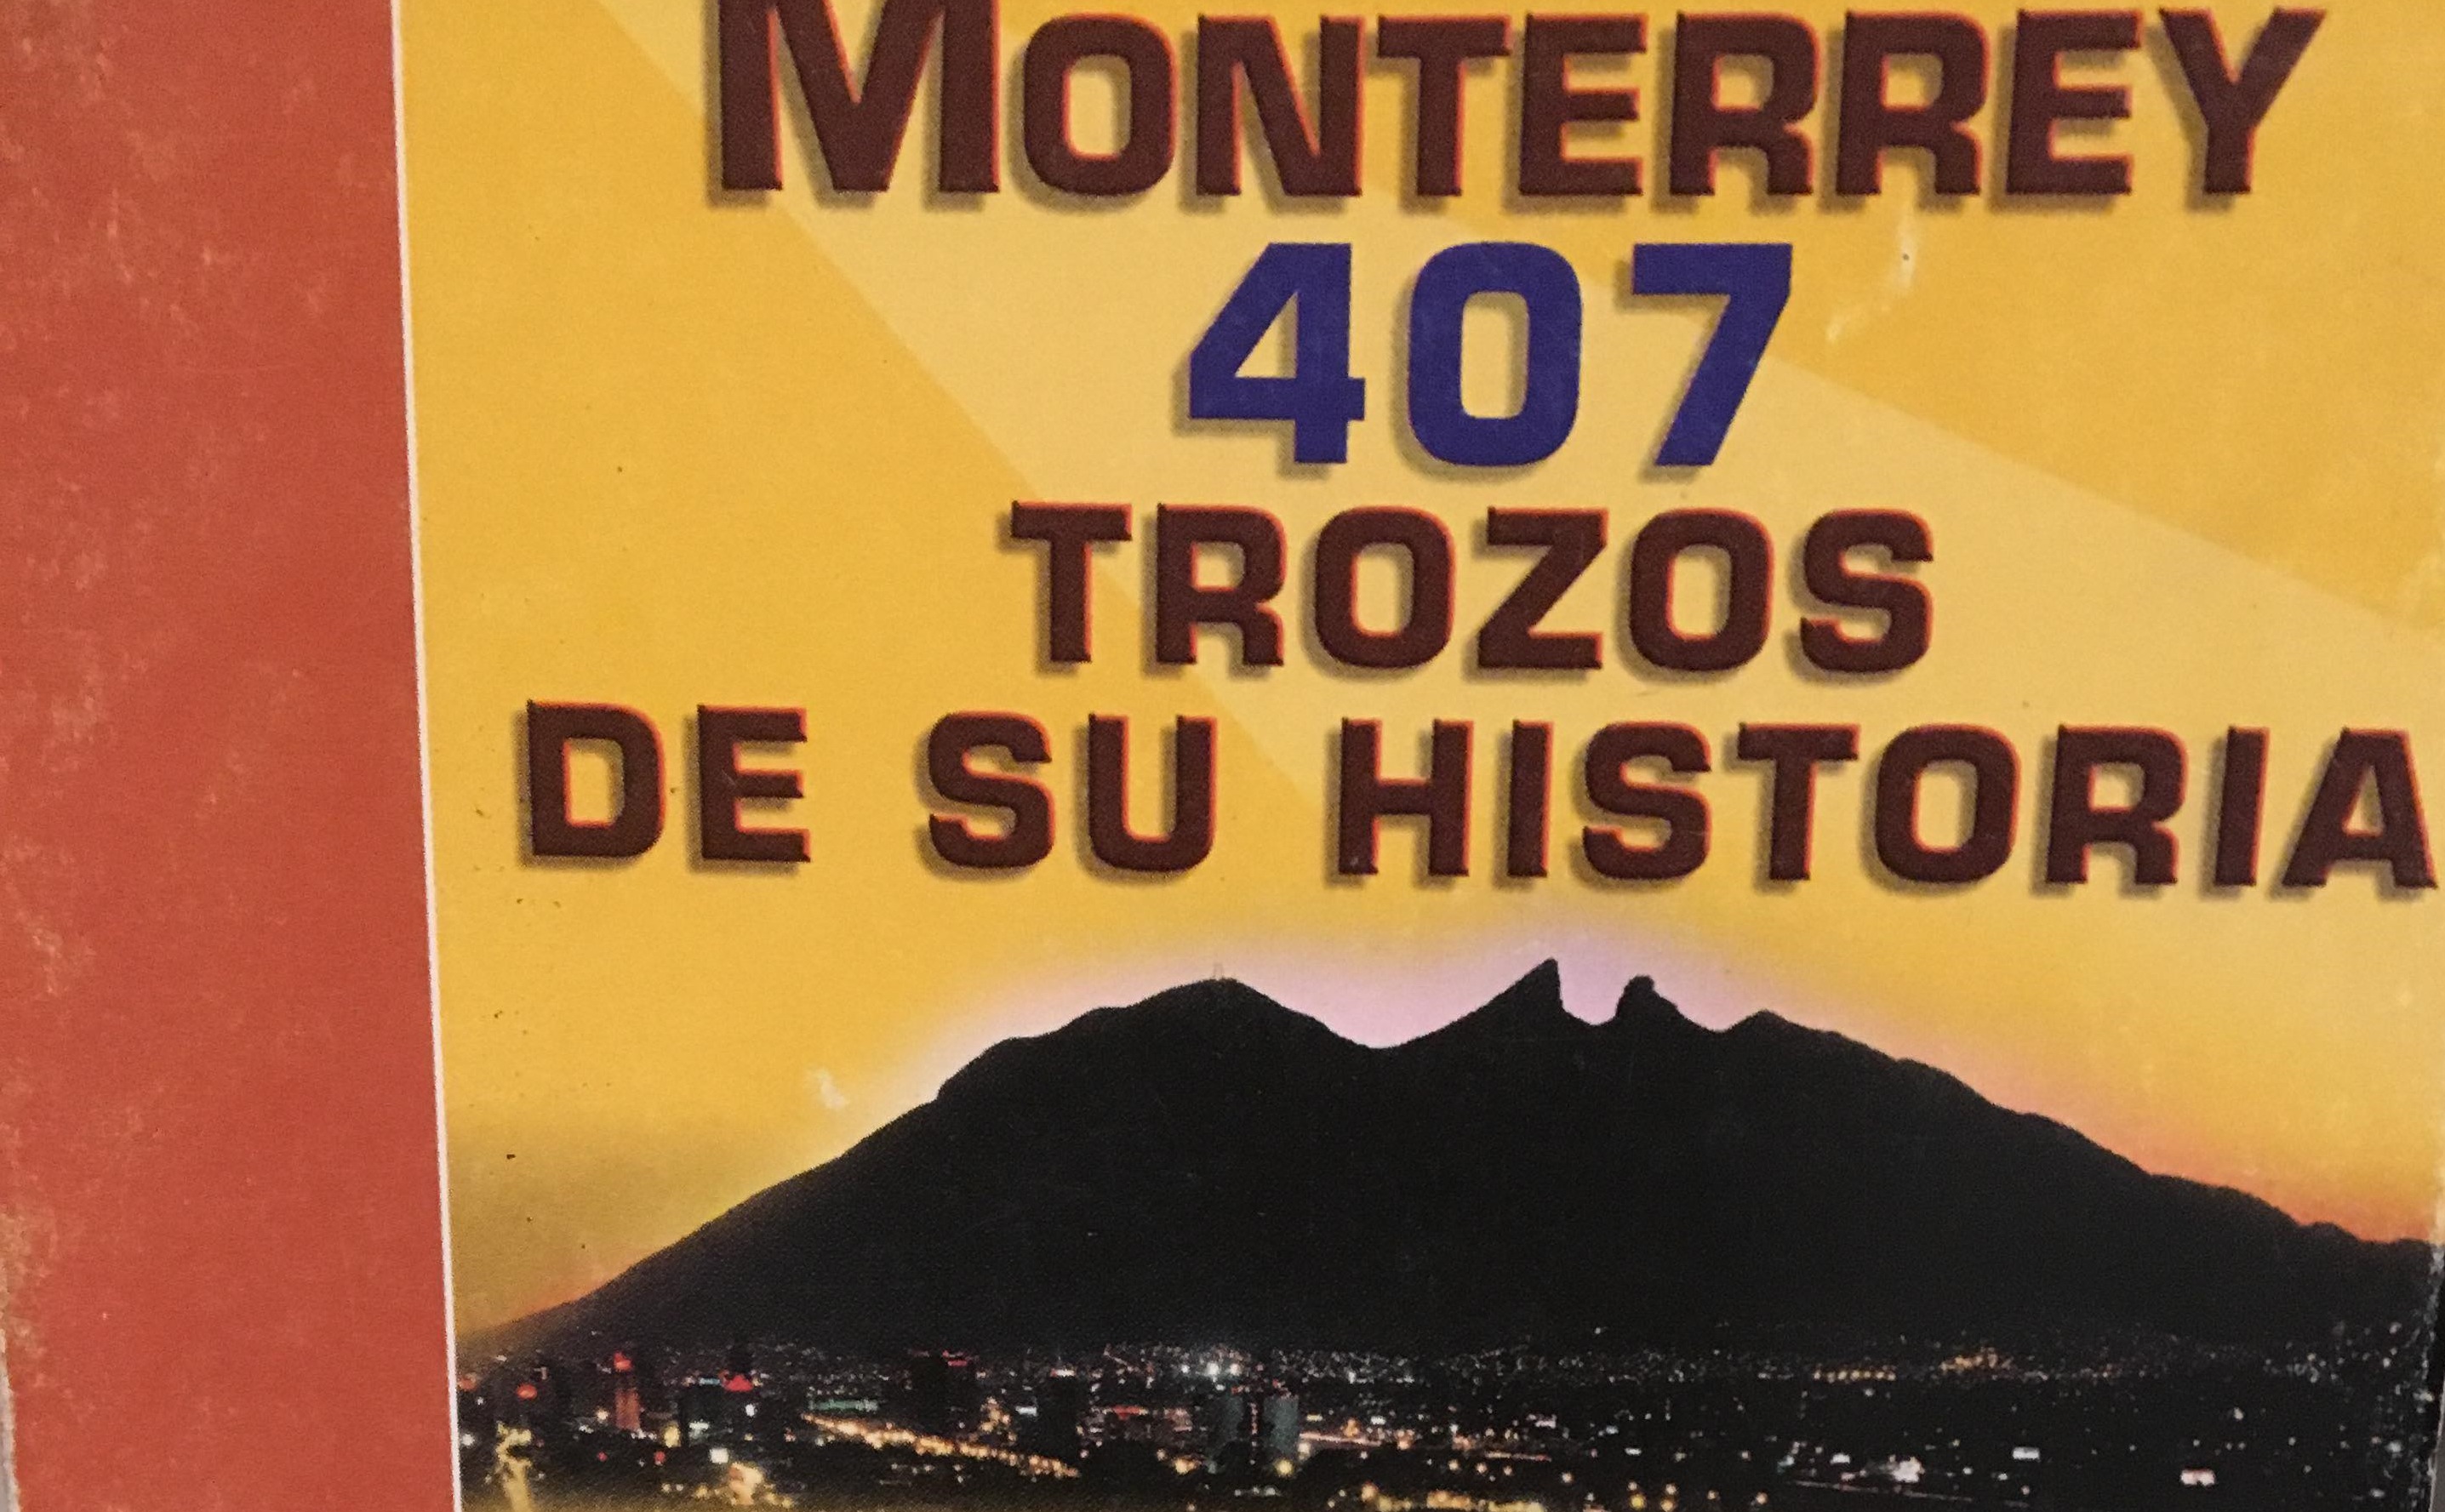 MONTERREY
407
TROZOS
DE SU HISTORIA